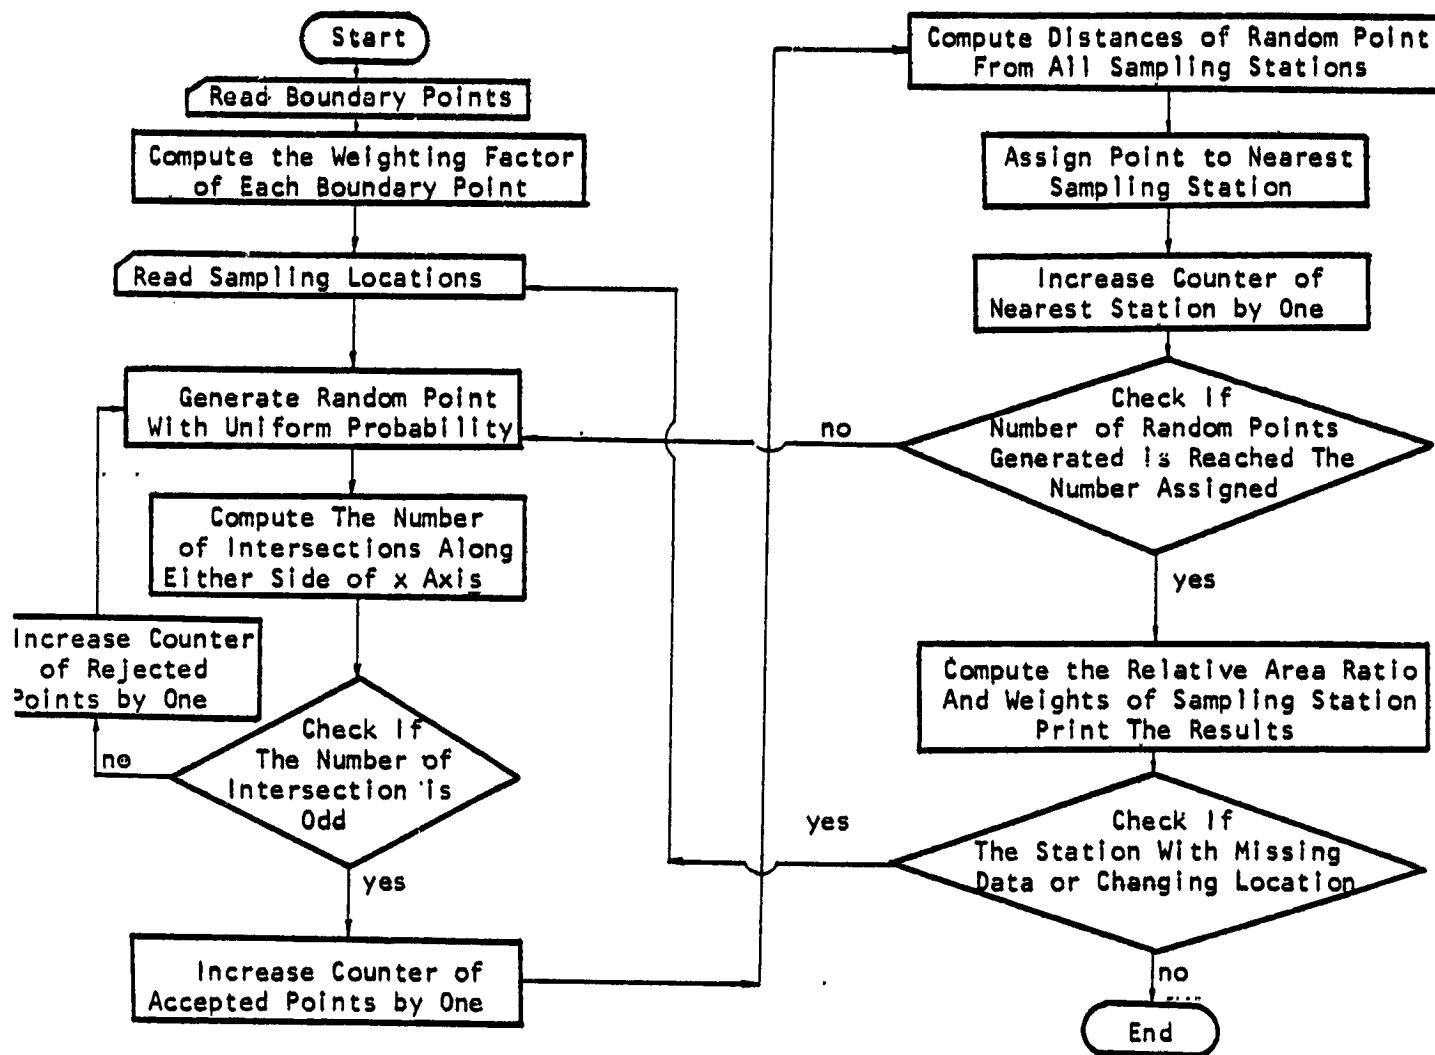 Start
Read Boundary Points
Compute the Weighting Factor
of Each Boundary Point
Read Sampling Locations
Generate Random Point
With Uniform Probability
Compute The Number
of Intersections Along
Either Side of x Axis
Increase Counter
of Rejected
Points by One
no
Check If
The Number of
Intersection is
Odd
yes
Increase Counter of
Accepted Points by One
Compute Distances of Random Point
From All Sampling Stations
Assign Point to Nearest
Sampling Station
Increase Counter of
Nearest Station by One
Check If
Number of Random Points
Generated is Reached The
Number Assigned
no
yes
Compute the Relative Area Ratio
And Weights of Sampling Station
Print The Results
Check If
The Station With Missing
Data or Changing Location
yes
no
End